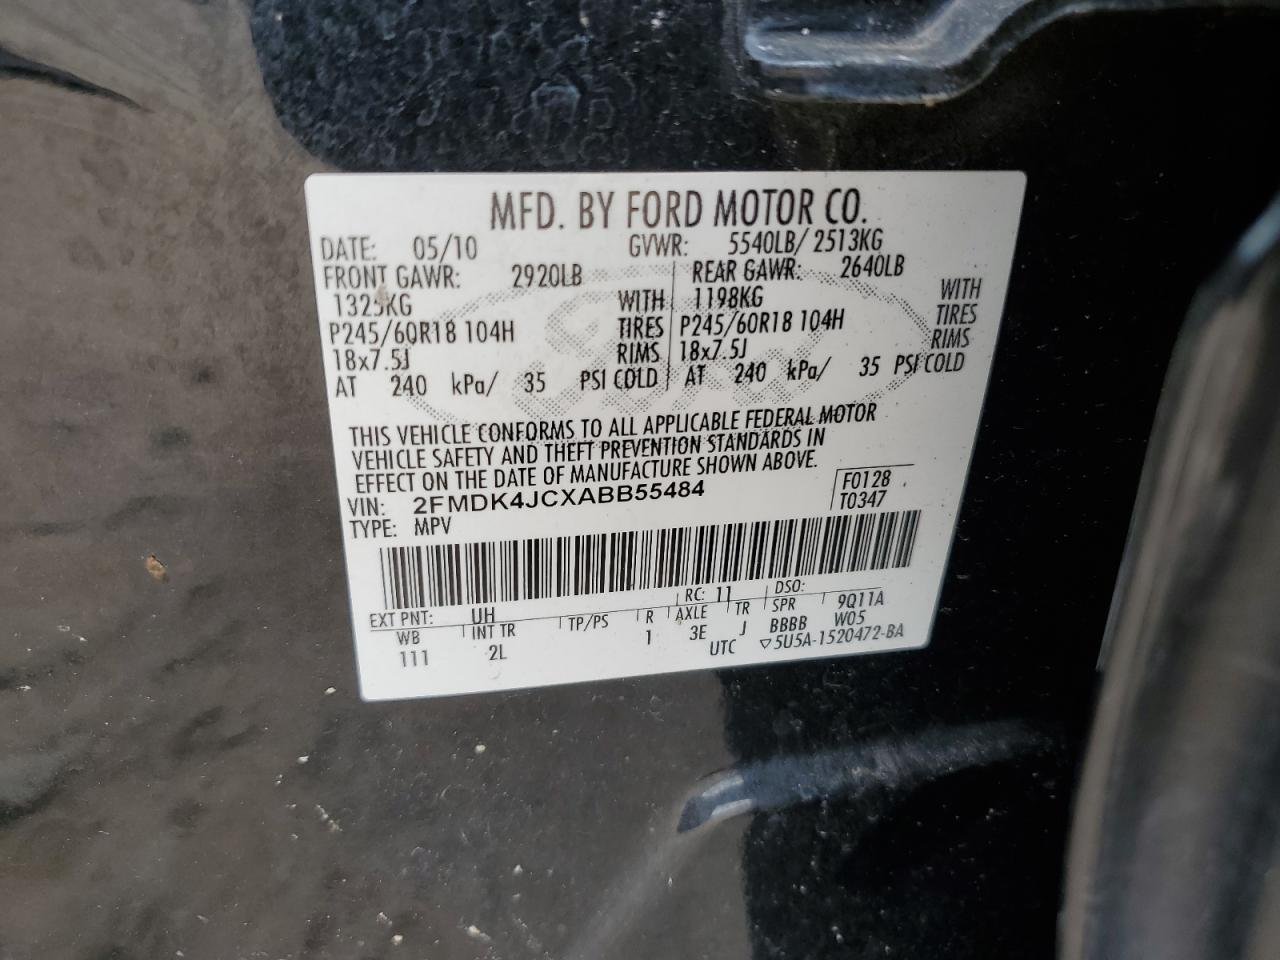 MFD. BY FORD MOTOR CO.
DATE: 05/10 GVWR: 5540LB/ 2513KG
FRONT GAWR: 2920LB REAR GAWR: 2640LB
1325KG WITH 1198KG WITH
P245/60R18 104H TIRES P245/60R18 104H TIRES
18x7.5J RIMS 18x7.5J RIMS
AT 240 kPa/ 35 PSI COLD AT 240 kPa/ 35 PSI COLD
THIS VEHICLE CONFORMS TO ALL APPLICABLE FEDERAL MOTOR
VEHICLE SAFETY AND THEFT PREVENTION STANDARDS IN
EFFECT ON THE DATE OF MANUFACTURE SHOWN ABOVE.
VIN: 2FMDK4JCXABB55484 F0128
TYPE: MPV T0347
EXT PNT: UH RC: 11 DSO:
WB INT TR TP/PS R AXLE TR SPR 9Q11A
111 2L 1 3E J BBBB W05
UTC ▽5U5A-1520472-BA